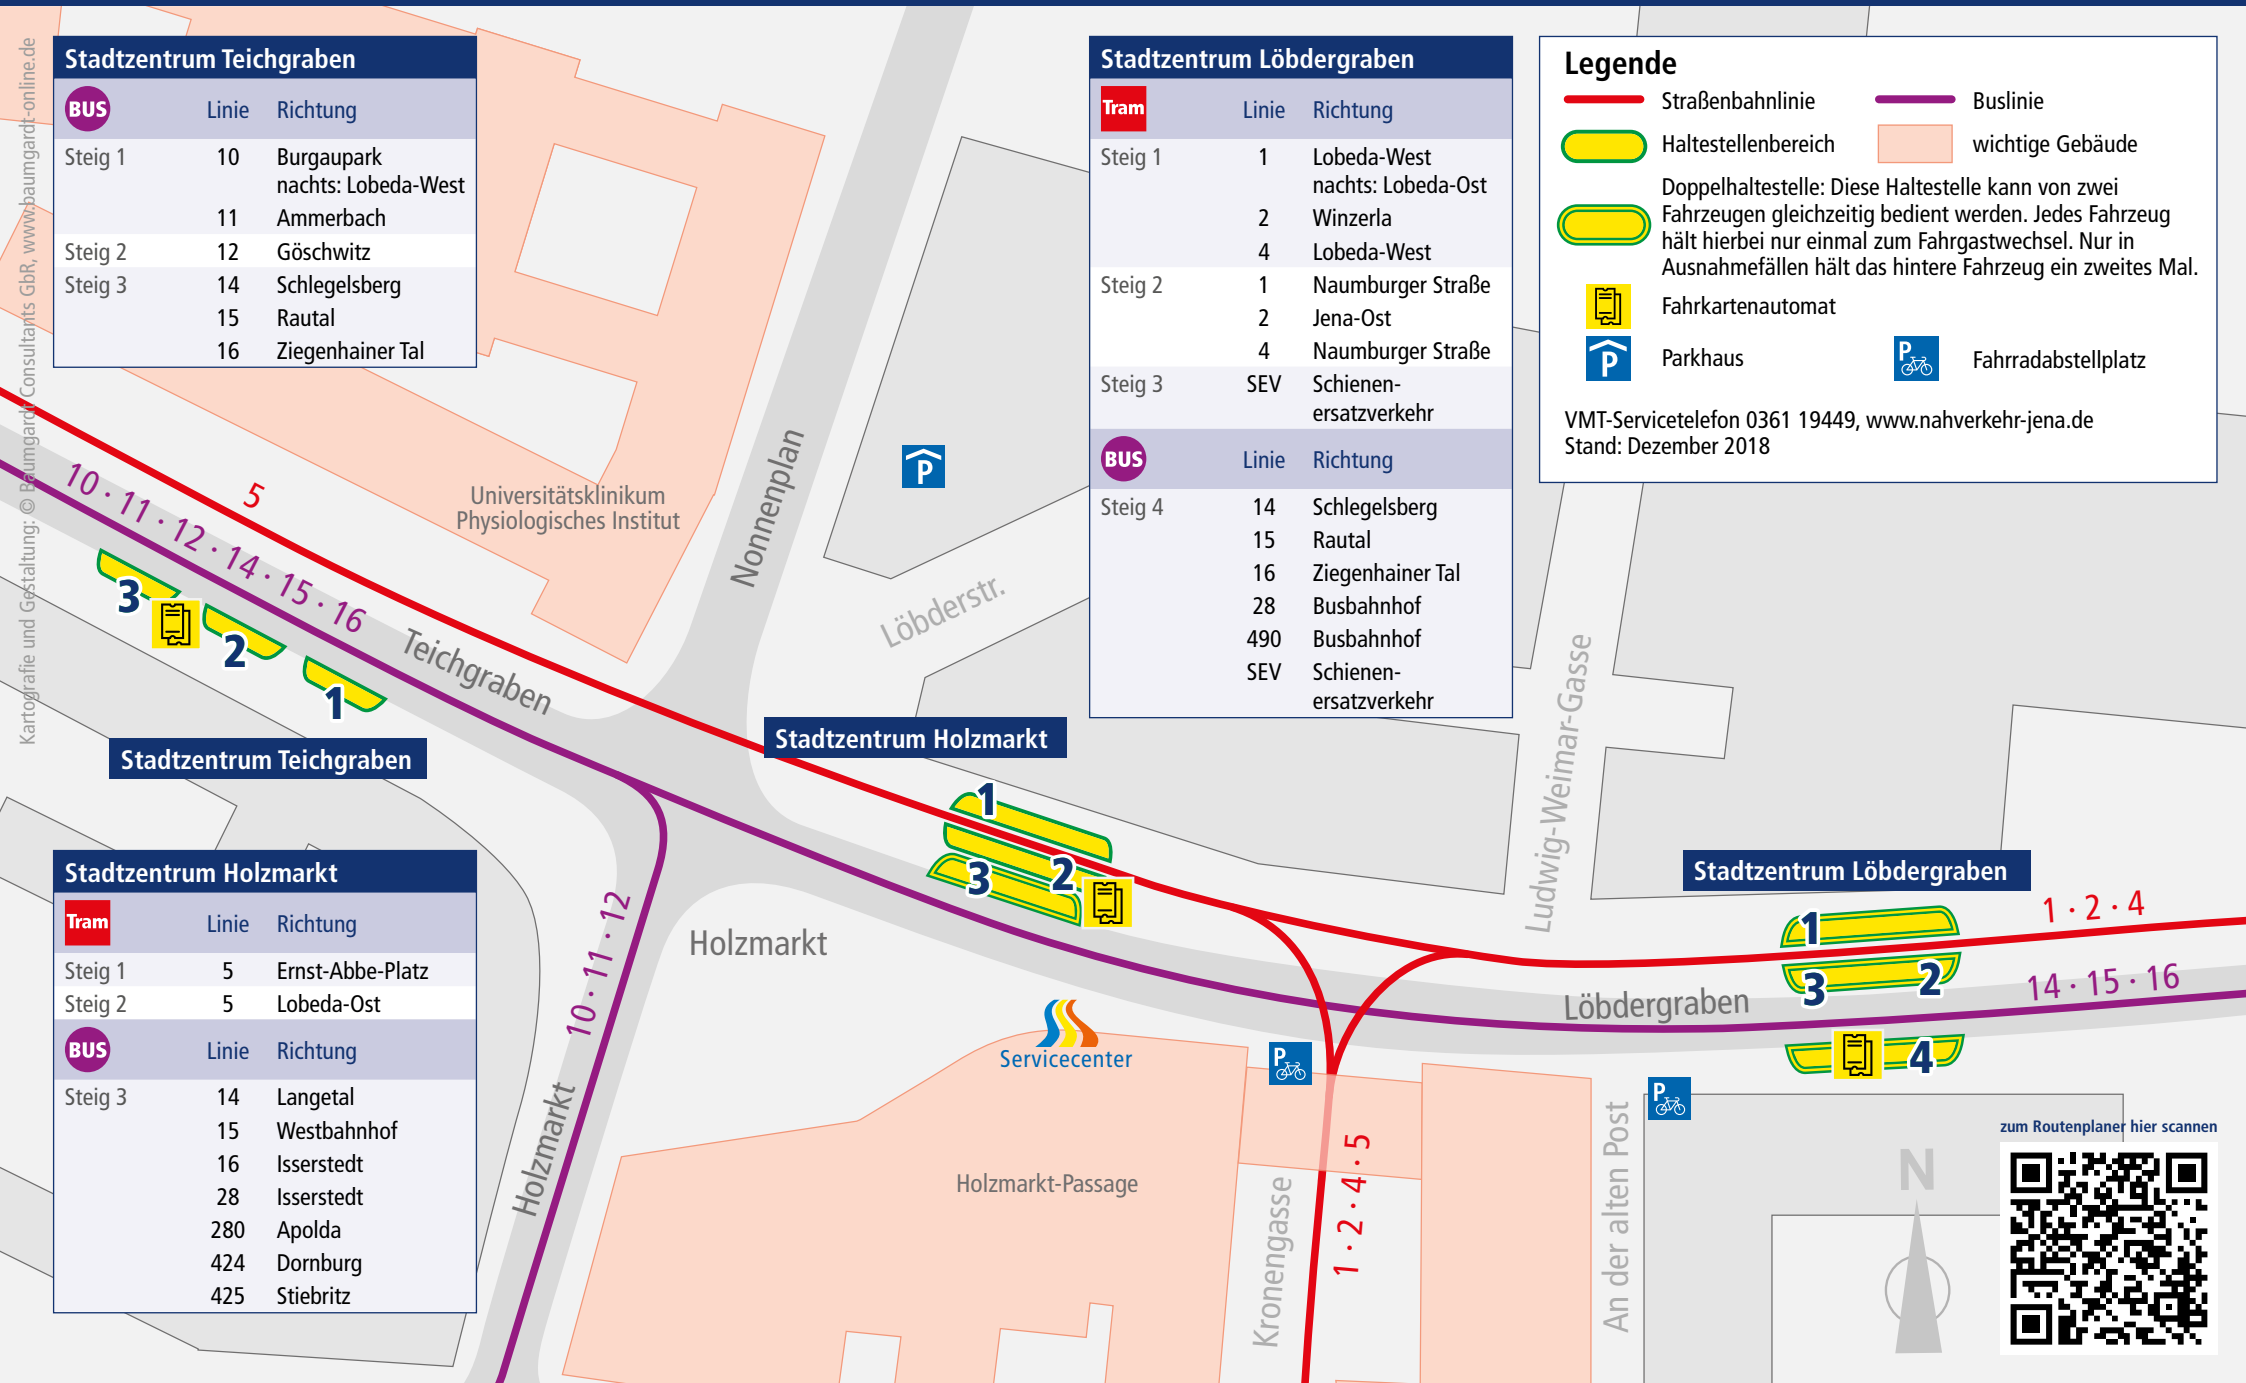 Stadtzentrum Teichgraben
BUS Linie Richtung
Steig 1 10 Burgaupark
nachts: Lobeda-West
11 Ammerbach
Steig 2 12 Göschwitz
Steig 3 14 Schlegelsberg
15 Rautal
16 Ziegenhainer Tal
Stadtzentrum Löbdergraben
Tram Linie Richtung
Steig 1 1 Lobeda-West
nachts: Lobeda-Ost
2 Winzerla
4 Lobeda-West
Steig 2 1 Naumburger Straße
2 Jena-Ost
4 Naumburger Straße
Steig 3 SEV Schienen-
ersatzverkehr
BUS Linie Richtung
Steig 4 14 Schlegelsberg
15 Rautal
16 Ziegenhainer Tal
28 Busbahnhof
490 Busbahnhof
SEV Schienen-
ersatzverkehr
Legende
Straßenbahnlinie
Buslinie
Haltestellenbereich
wichtige Gebäude
Doppelhaltestelle: Diese Haltestelle kann von zwei
Fahrzeugen gleichzeitig bedient werden. Jedes Fahrzeug
hält hierbei nur einmal zum Fahrgastwechsel. Nur in
Ausnahmefällen hält das hintere Fahrzeug ein zweites Mal.
Fahrkartenautomat
P Parkhaus
P Fahrradabstellplatz
VMT-Servicetelefon 0361 19449, www.nahverkehr-jena.de
Stand: Dezember 2018
Kartografie und Gestaltung: © Baumgardt Consultants GbR, www.baumgardt-online.de
10 · 11 · 12 · 14 · 15 · 16
5
Universitätsklinikum
Physiologisches Institut
Nonnenplan
P
Löbderstr.
3
2
1
Teichgraben
Stadtzentrum Teichgraben
Stadtzentrum Holzmarkt
1
2
3
Ludwig-Weimar-Gasse
Stadtzentrum Löbdergraben
1
3
2
4
1 · 2 · 4
14 · 15 · 16
Löbdergraben
Holzmarkt
10 · 11 · 12
Holzmarkt
Servicecenter
P
P
Holzmarkt-Passage
Kronengasse
1 · 2 · 4 · 5
An der alten Post
N
zum Routenplaner hier scannen
Stadtzentrum Holzmarkt
Tram Linie Richtung
Steig 1 5 Ernst-Abbe-Platz
Steig 2 5 Lobeda-Ost
BUS Linie Richtung
Steig 3 14 Langetal
15 Westbahnhof
16 Isserstedt
28 Isserstedt
280 Apolda
424 Dornburg
425 Stiebritz